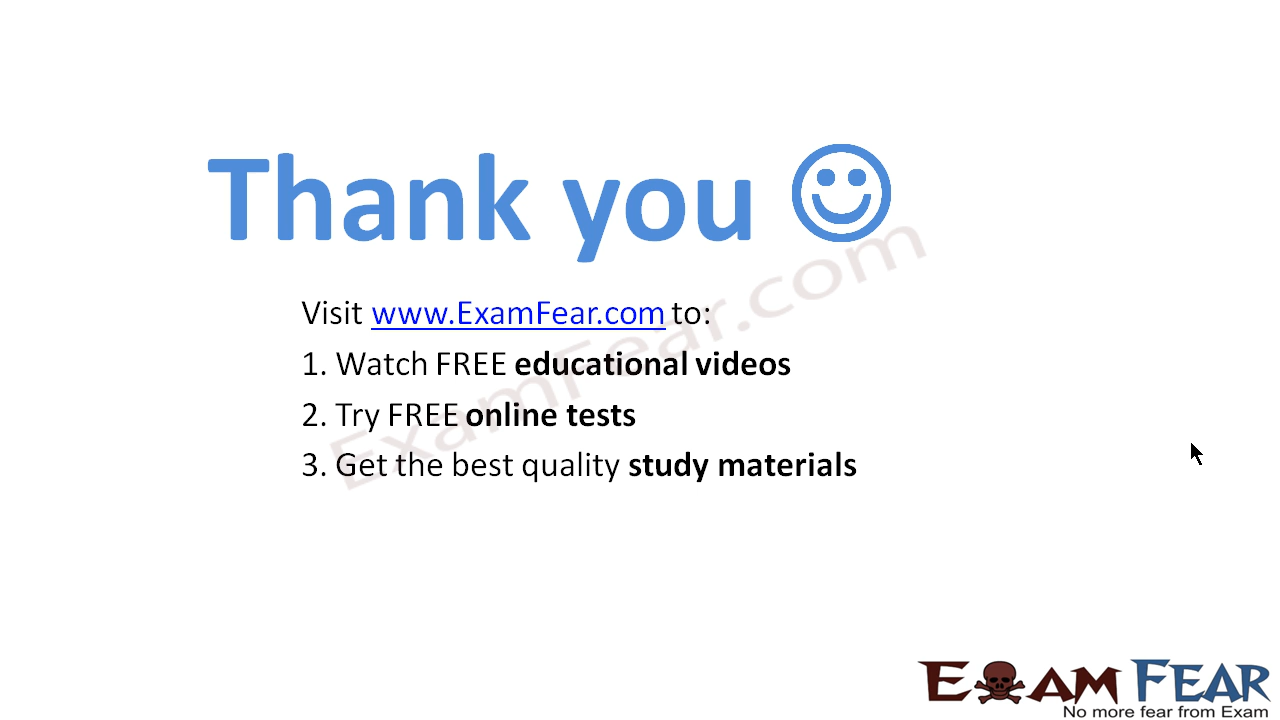 Thank you
Visit www.ExamFear.com to:
1. Watch FREE educational videos
2. Try FREE online tests
3. Get the best quality study materials
ExamFear.com
EXAM FEAR
No more fear from Exam